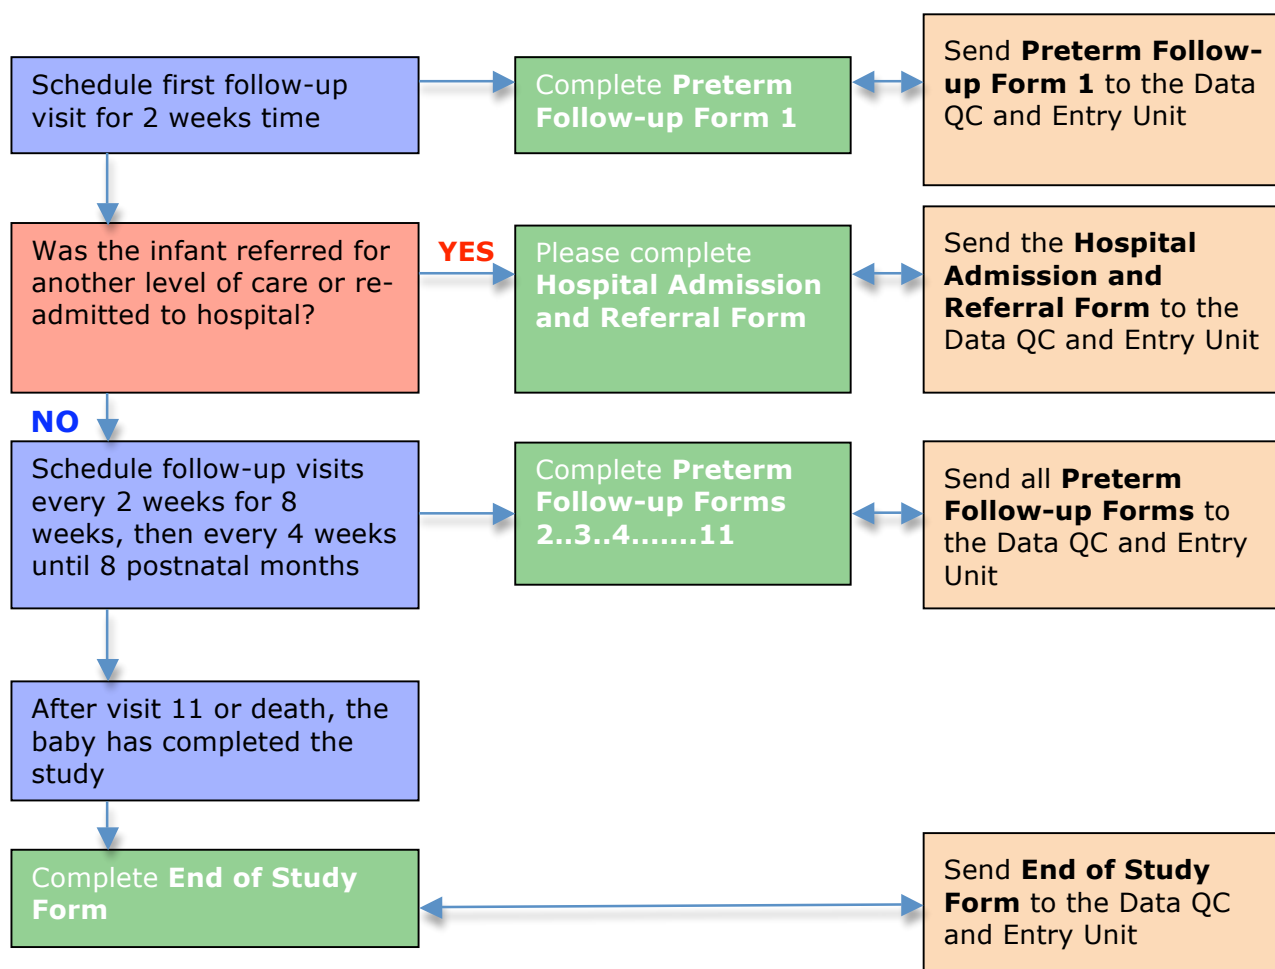 Schedule first follow-up
visit for 2 weeks time
Complete Preterm
Follow-up Form 1
Send Preterm Follow-
up Form 1 to the Data
QC and Entry Unit
Was the infant referred for
another level of care or re-
admitted to hospital?
YES
Please complete
Hospital Admission
and Referral Form
Send the Hospital
Admission and
Referral Form to the
Data QC and Entry Unit
NO
Schedule follow-up visits
every 2 weeks for 8
weeks, then every 4 weeks
until 8 postnatal months
Complete Preterm
Follow-up Forms
2..3..4.......11
Send all Preterm
Follow-up Forms to
the Data QC and Entry
Unit
After visit 11 or death, the
baby has completed the
study
Complete End of Study
Form
Send End of Study
Form to the Data QC
and Entry Unit